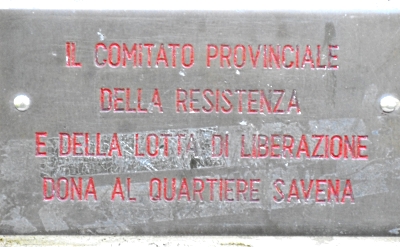 IL COMITATO PROVINCIALE
DELLA RESISTENZA
E DELLA LOTTA DI LIBERAZIONE
DONA AL QUARTIERE SAVENA